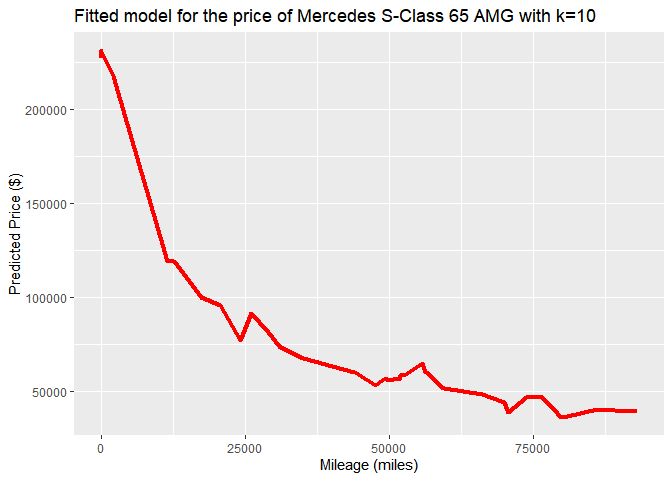 Fitted model for the price of Mercedes S-Class 65 AMG with k=10
Predicted Price ($)
200000
150000
100000
50000
0
25000
50000
75000
Mileage (miles)